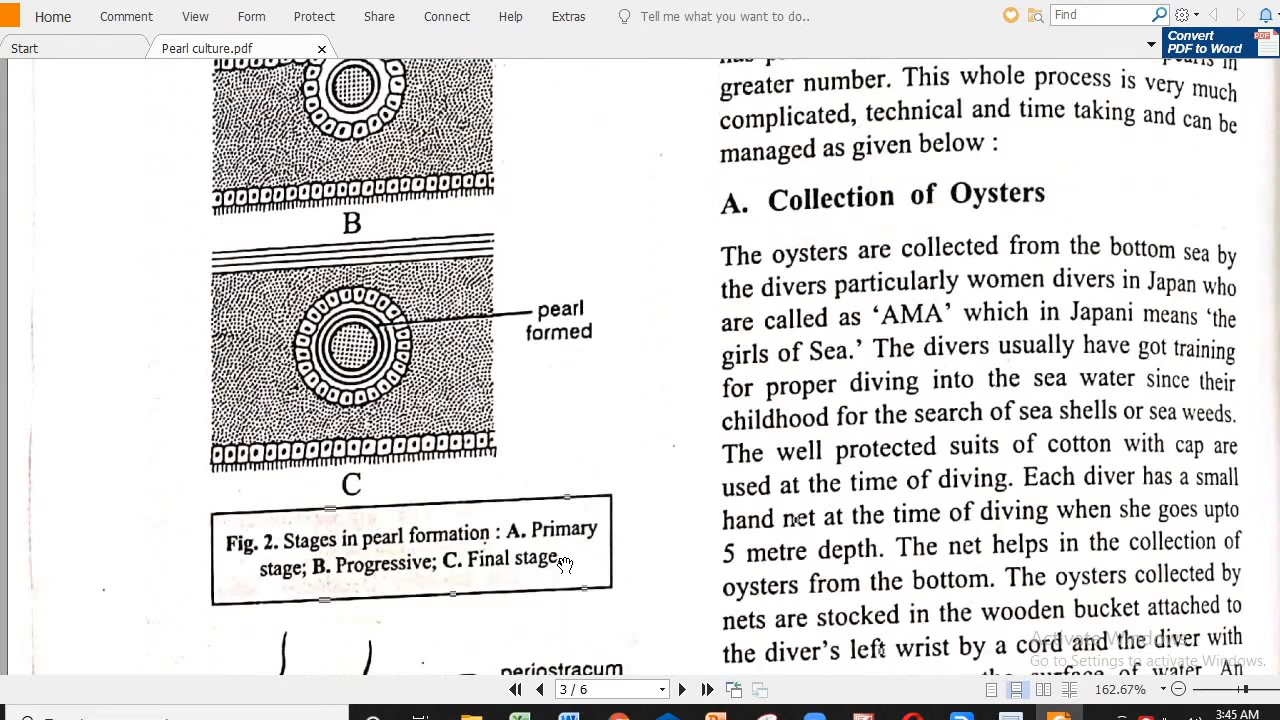 Home Comment View Form Protect Share Connect Help Extras Tell me what you want to do.. Find
Start Pearl culture.pdf x
Convert
PDF to Word
PDF
B
pearl
formed
C
Fig. 2. Stages in pearl formation : A. Primary
stage; B. Progressive; C. Final stage.
periostracum
pearls in
greater number. This whole process is very much
complicated, technical and time taking and can be
managed as given below :
A. Collection of Oysters
The oysters are collected from the bottom sea by
the divers particularly women divers in Japan who
are called as ‘AMA’ which in Japani means ‘the
girls of Sea.’ The divers usually have got training
for proper diving into the sea water since their
childhood for the search of sea shells or sea weeds.
The well protected suits of cotton with cap are
used at the time of diving. Each diver has a small
hand net at the time of diving when she goes upto
5 metre depth. The net helps in the collection of
oysters from the bottom. The oysters collected by
nets are stocked in the wooden bucket attached to
the diver's left wrist by a cord and the diver with
the surface of water. An
Activate Windows
Go to Settings to activate Windows.
3 / 6 162.67%
3:45 AM